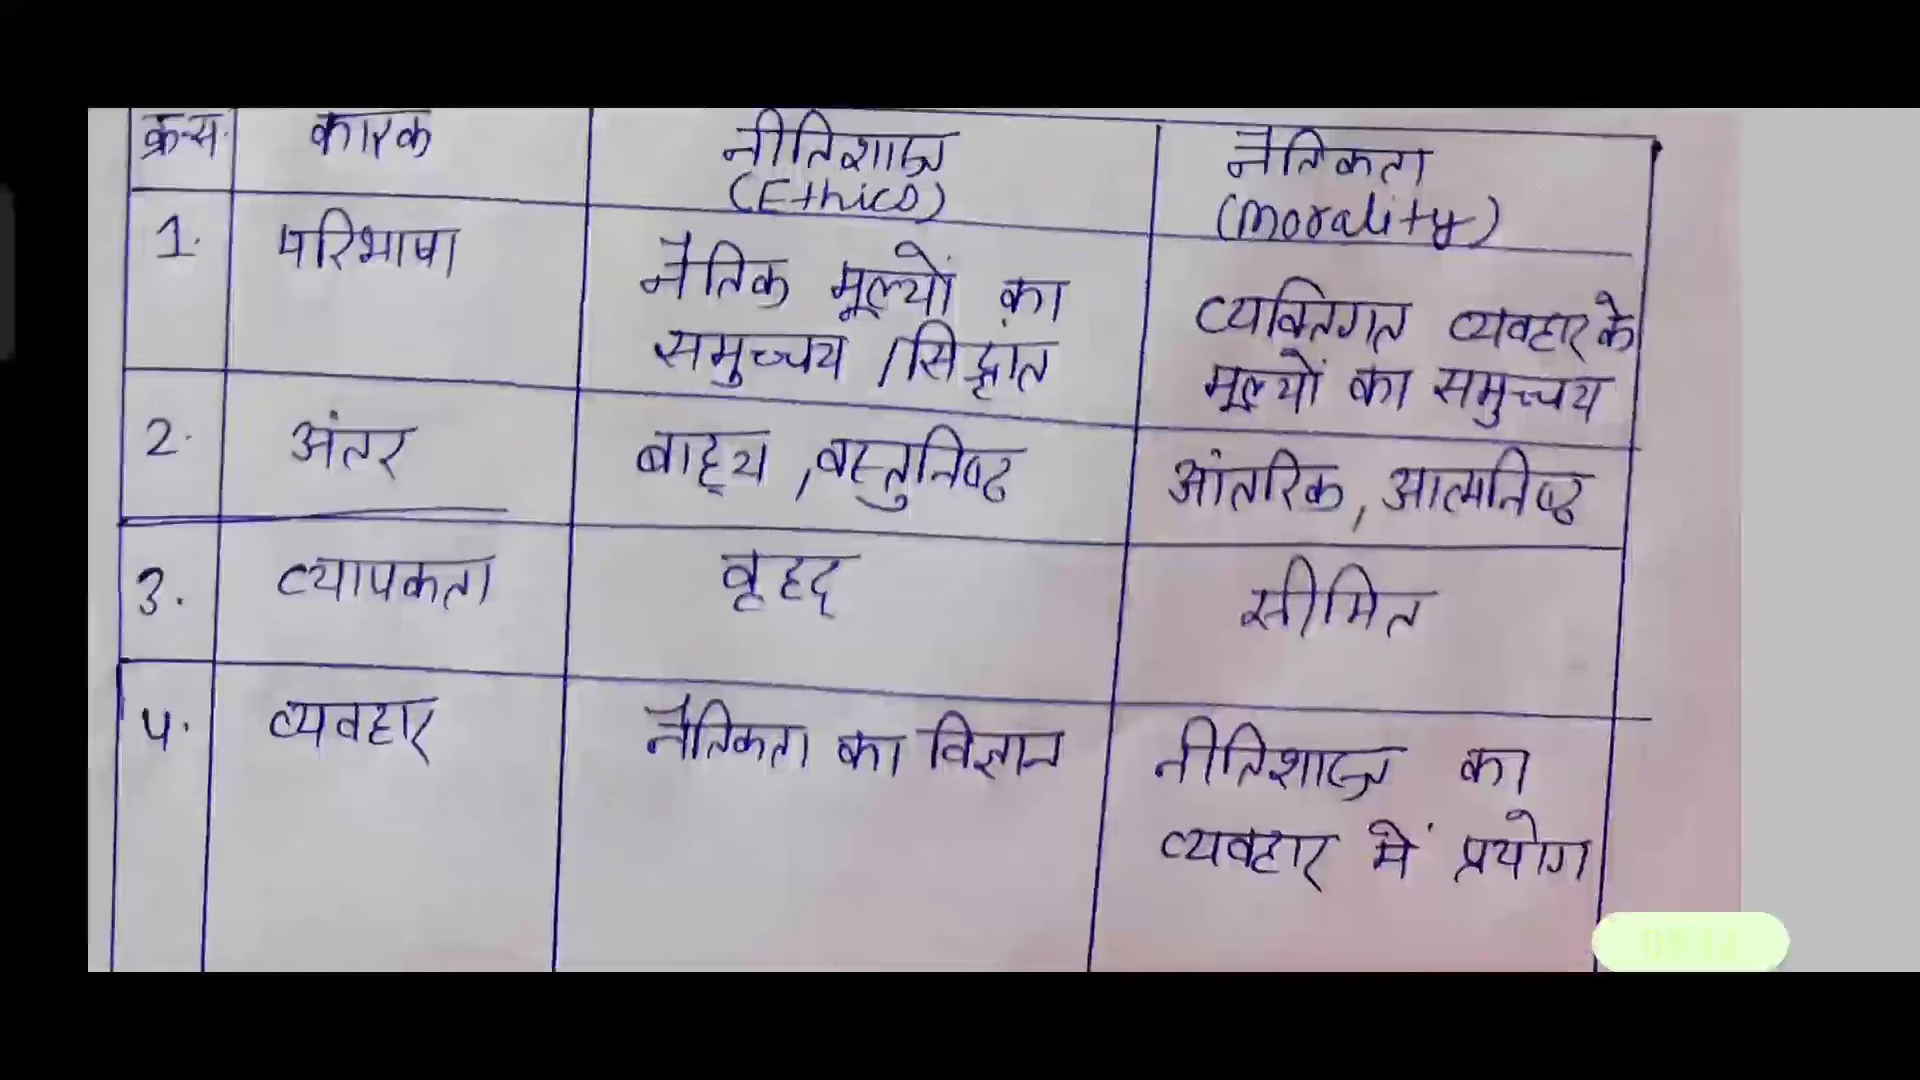 क्र.स. कारक नीतिशास्त्र नैतिकता
(Ethics) (morality)
1. परिभाषा नैतिक मूल्यों का व्यक्तिगत व्यवहार के
समुच्चय / सिद्धांत मूल्यों का समुच्चय
2. अंतर बाह्य, वस्तुनिष्ठ आंतरिक, आत्मनिष्ठ
3. व्यापकता वृहद् सीमित
4. व्यवहार नैतिकता का विज्ञान नीतिशास्त्र का
व्यवहार में प्रयोग